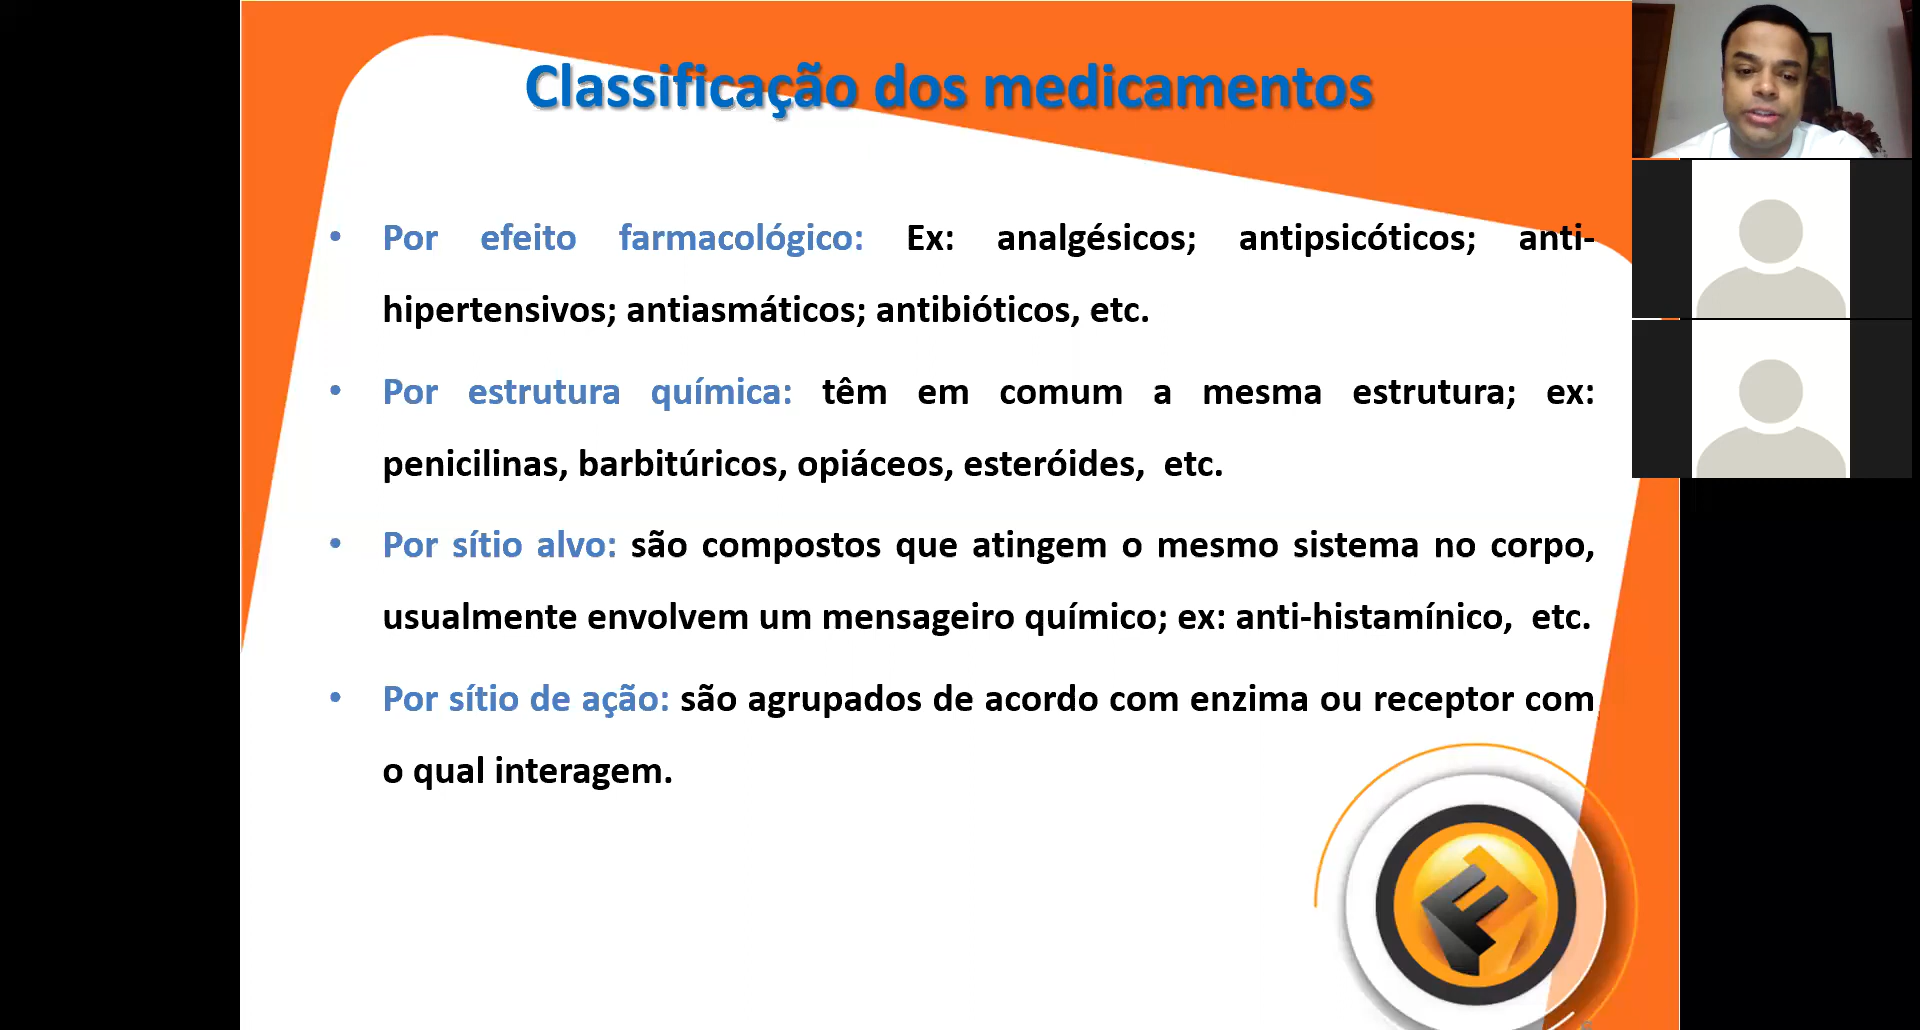 Classificação dos medicamentos
• Por efeito farmacológico: Ex: analgésicos; antipsicóticos; anti-
hipertensivos; antiasmáticos; antibióticos, etc.
• Por estrutura química: têm em comum a mesma estrutura; ex:
penicilinas, barbitúricos, opiáceos, esteróides, etc.
• Por sítio alvo: são compostos que atingem o mesmo sistema no corpo,
usualmente envolvem um mensageiro químico; ex: anti-histamínico, etc.
• Por sítio de ação: são agrupados de acordo com enzima ou receptor com
o qual interagem.